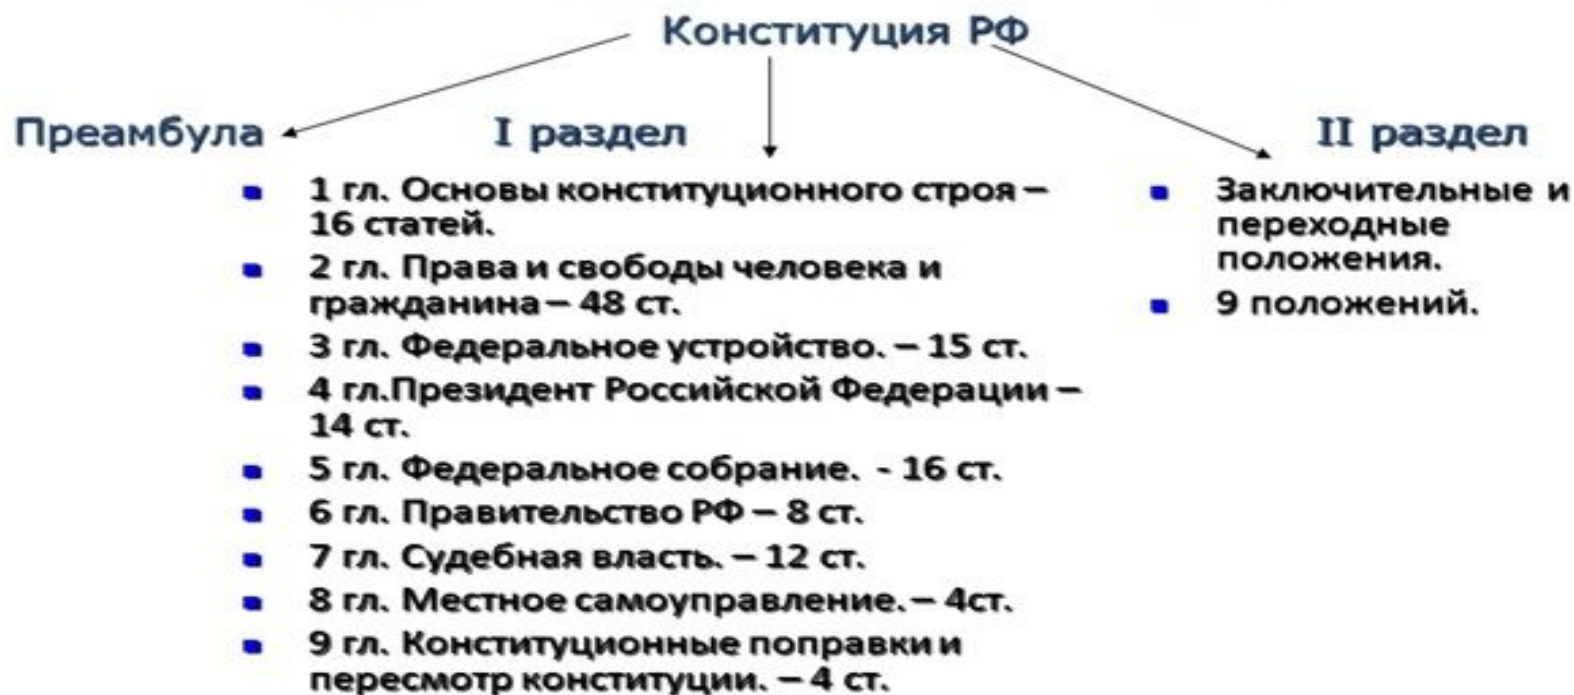 Конституция РФ
Преамбула
I раздел
1 гл. Основы конституционного строя –
16 статей.
2 гл. Права и свободы человека и
гражданина – 48 ст.
3 гл. Федеральное устройство. – 15 ст.
4 гл.Президент Российской Федерации –
14 ст.
5 гл. Федеральное собрание. - 16 ст.
6 гл. Правительство РФ – 8 ст.
7 гл. Судебная власть. – 12 ст.
8 гл. Местное самоуправление. – 4ст.
9 гл. Конституционные поправки и
пересмотр конституции. – 4 ст.
II раздел
Заключительные и
переходные
положения.
9 положений.